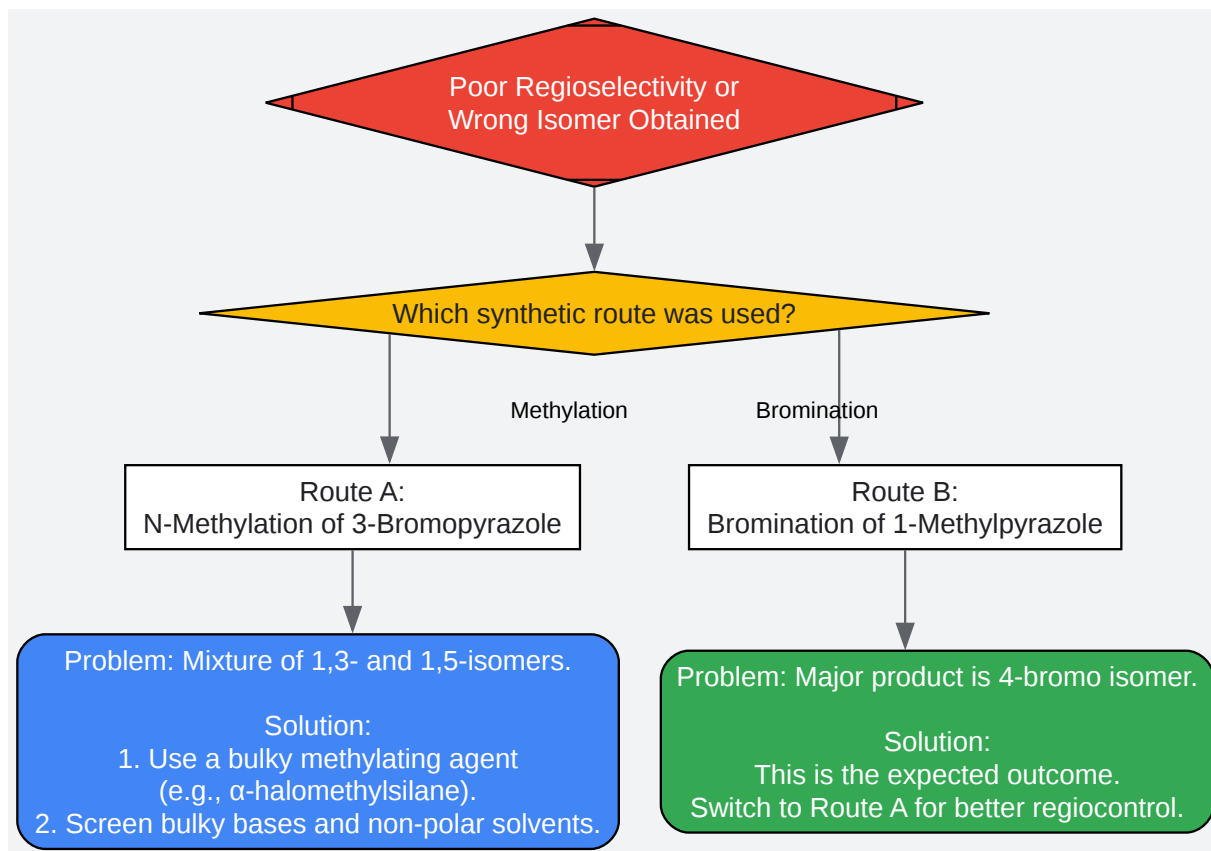 Poor Regioselectivity or
Wrong Isomer Obtained
Which synthetic route was used?
Methylation
Bromination
Route A:
N-Methylation of 3-Bromopyrazole
Route B:
Bromination of 1-Methylpyrazole
Problem: Mixture of 1,3- and 1,5-isomers.
Solution:
1. Use a bulky methylating agent
(e.g., α-halomethylsilane).
2. Screen bulky bases and non-polar solvents.
Problem: Major product is 4-bromo isomer.
Solution:
This is the expected outcome.
Switch to Route A for better regiocontrol.